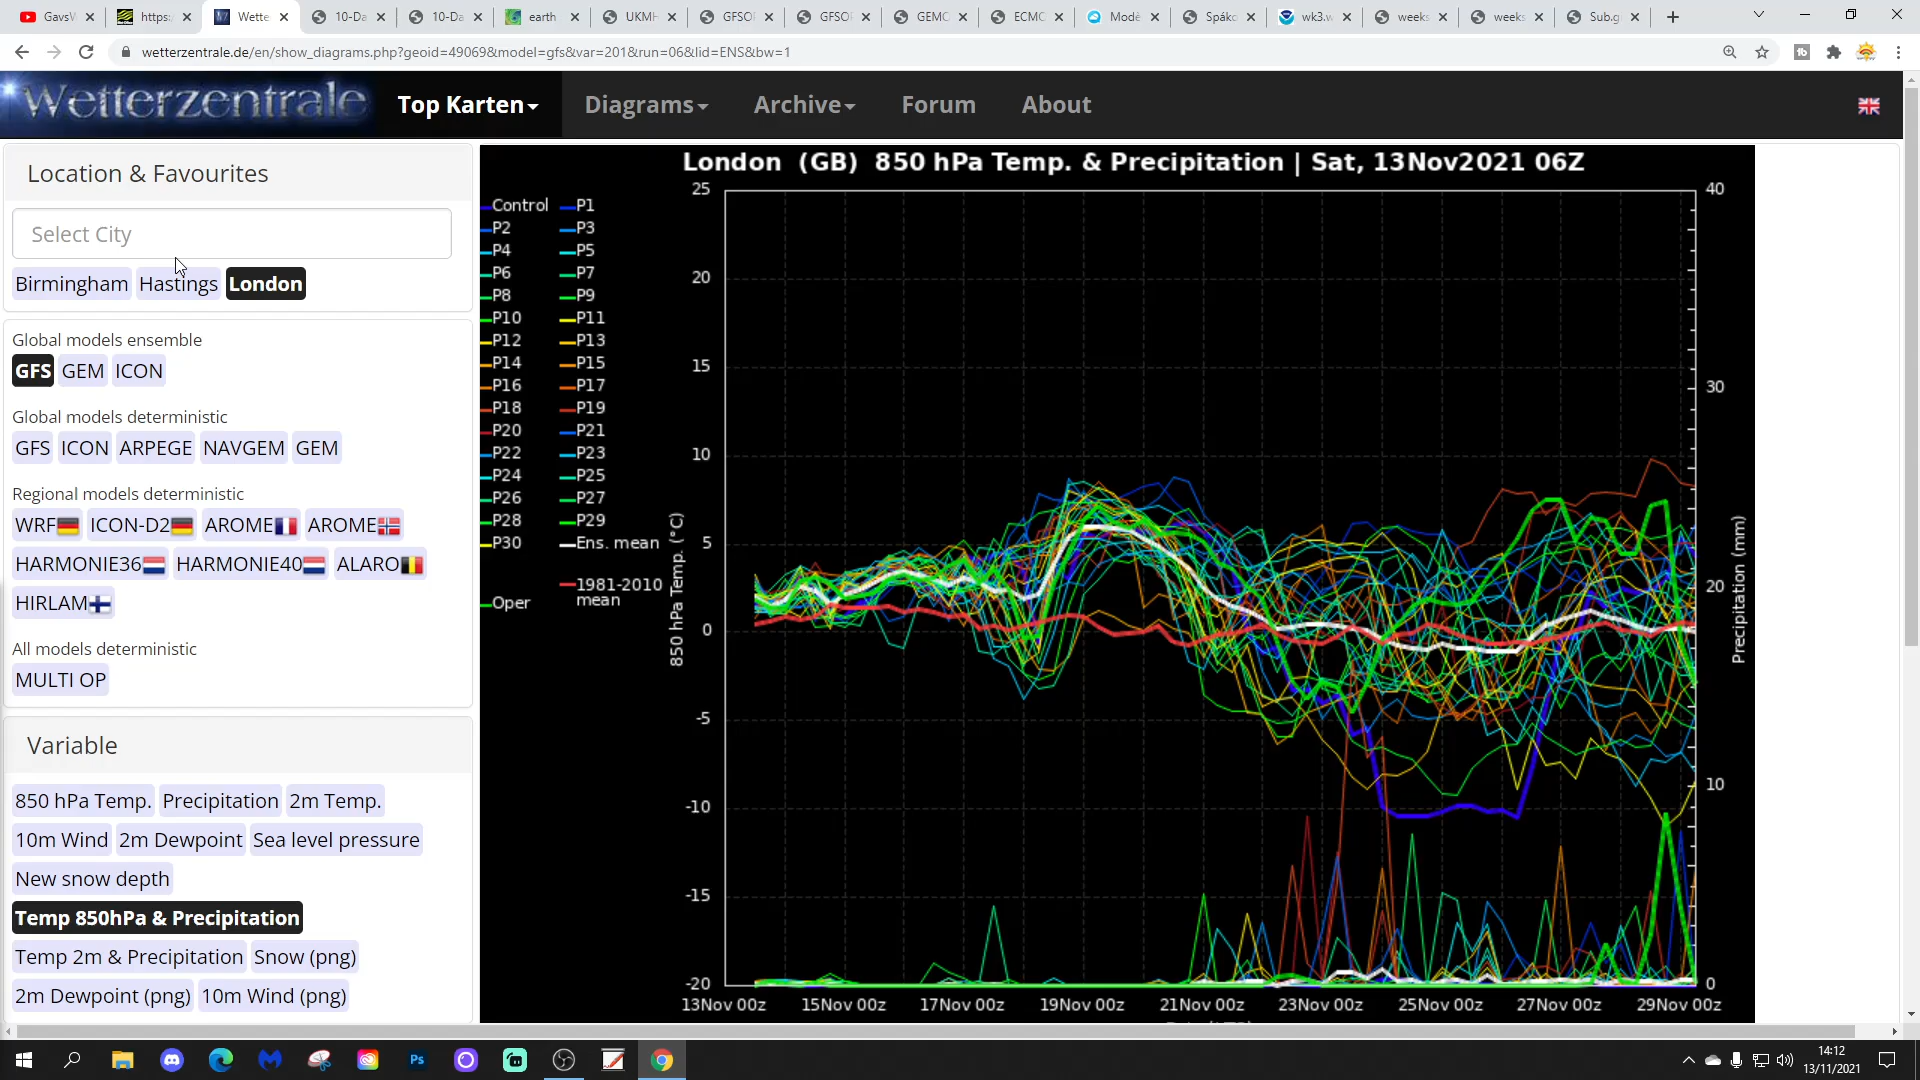 GavsW
https:
Wette
10-Da
10-Da
earth
UKMH
GFSO
GFSO
GEMC
ECMC
Modè
Spák
wk3.w
weeks
weeks
Sub.g
wetterzentrale.de/en/show_diagrams.php?geoid=49069&model=gfs&var=201&run=06&lid=ENS&bw=1
Wetterzentrale
Top Karten
Diagrams
Archive
Forum
About
Location & Favourites
Select City
Birmingham Hastings London
Global models ensemble
GFS GEM ICON
Global models deterministic
GFS ICON ARPEGE NAVGEM GEM
Regional models deterministic
WRF ICON-D2 AROME AROME
HARMONIE36 HARMONIE40 ALARO
HIRLAM
All models deterministic
MULTI OP
Variable
850 hPa Temp. Precipitation 2m Temp.
10m Wind 2m Dewpoint Sea level pressure
New snow depth
Temp 850hPa & Precipitation
Temp 2m & Precipitation Snow (png)
2m Dewpoint (png) 10m Wind (png)
London (GB) 850 hPa Temp. & Precipitation | Sat, 13Nov2021 06Z
Control P1
P2 P3
P4 P5
P6 P7
P8 P9
P10 P11
P12 P13
P14 P15
P16 P17
P18 P19
P20 P21
P22 P23
P24 P25
P26 P27
P28 P29
P30 Ens. mean
1981-2010
mean
Oper
850 hPa Temp. (°C)
25
20
15
10
5
0
-5
-10
-15
-20
40
30
20
10
0
Precipitation (mm)
13Nov 00z 15Nov 00z 17Nov 00z 19Nov 00z 21Nov 00z 23Nov 00z 25Nov 00z 27Nov 00z 29Nov 00z
Ps
14:12
13/11/2021